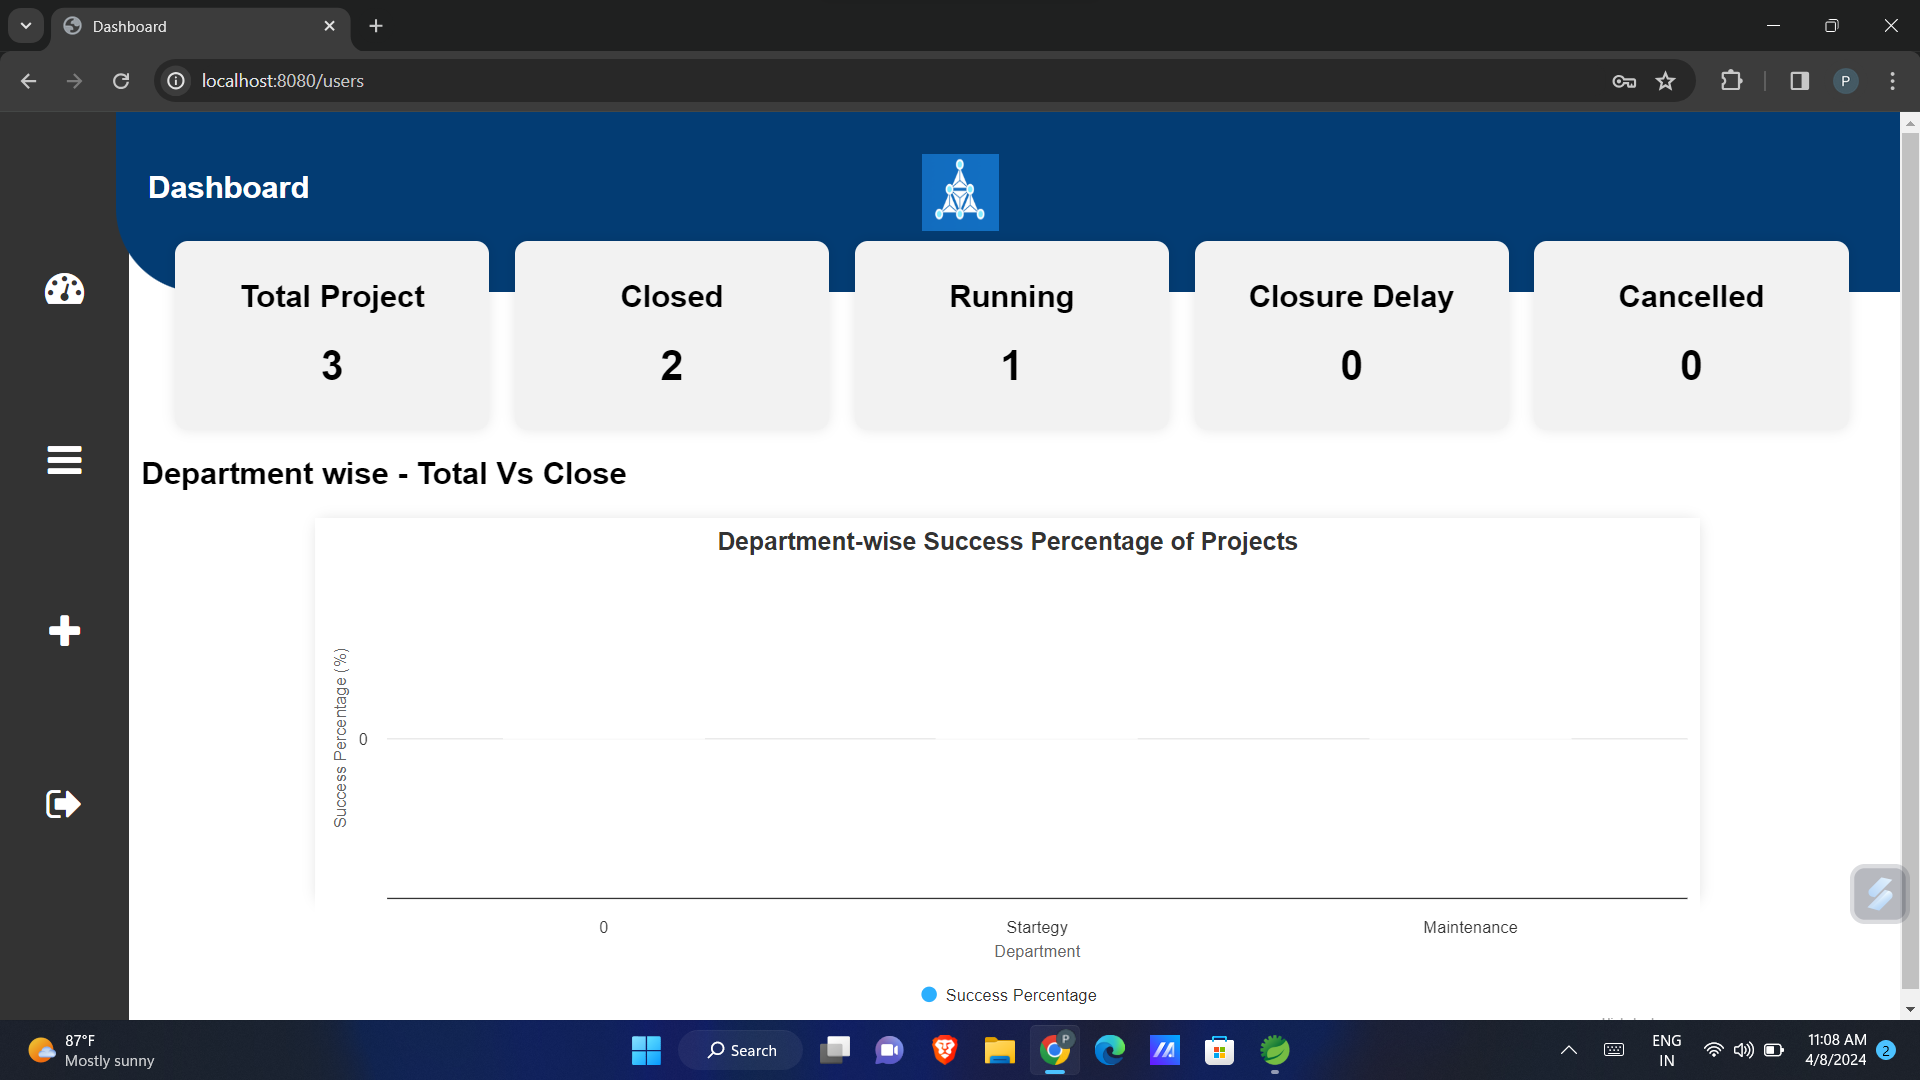 Dashboard
localhost:8080/users
P
Dashboard
Total Project
Closed
Running
Closure Delay
Cancelled
3
2
1
0
0
Department wise - Total Vs Close
Department-wise Success Percentage of Projects
Success Percentage (%)
0
0
Startegy
Maintenance
Department
Success Percentage
87°F
Mostly sunny
Search
P
ENG
IN
11:08 AM
4/8/2024
2